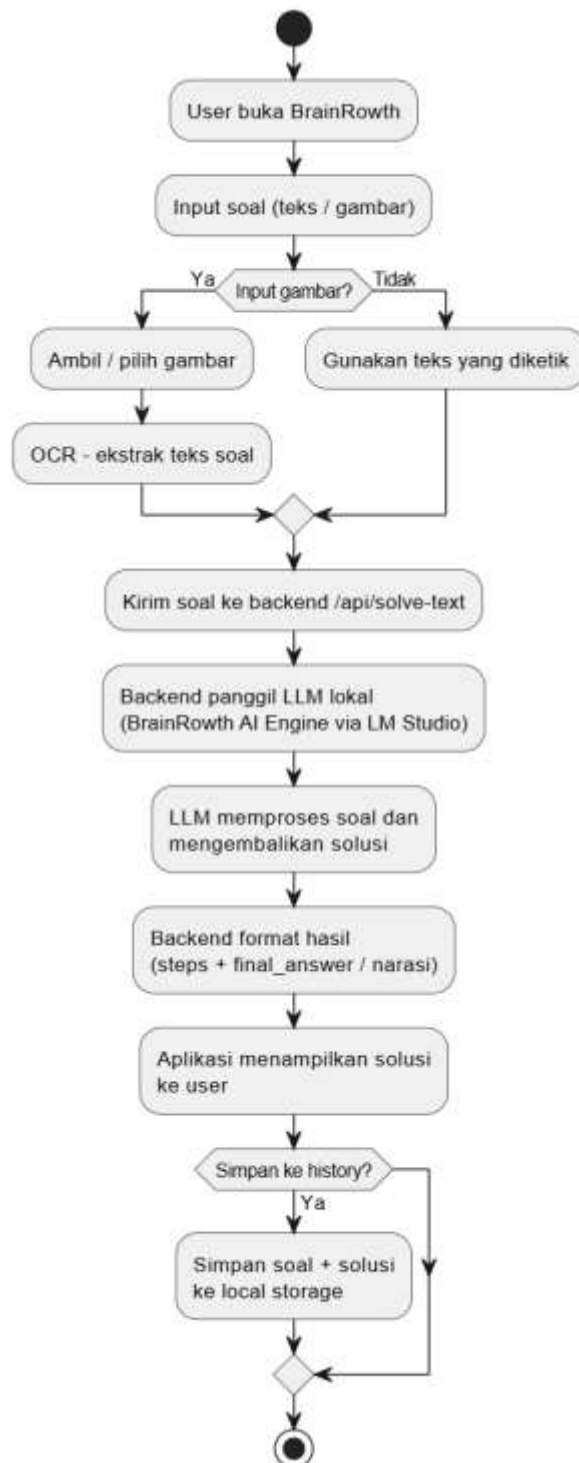 User buka BrainRowth
Input soal (teks / gambar)
Ya
Input gambar?
Tidak
Ambil / pilih gambar
Gunakan teks yang diketik
OCR - ekstrak teks soal
Kirim soal ke backend /api/solve-text
Backend panggil LLM lokal
(BrainRowth AI Engine via LM Studio)
LLM memproses soal dan
mengembalikan solusi
Backend format hasil
(steps + final_answer / narasi)
Aplikasi menampilkan solusi
ke user
Simpan ke history?
Ya
Simpan soal + solusi
ke local storage